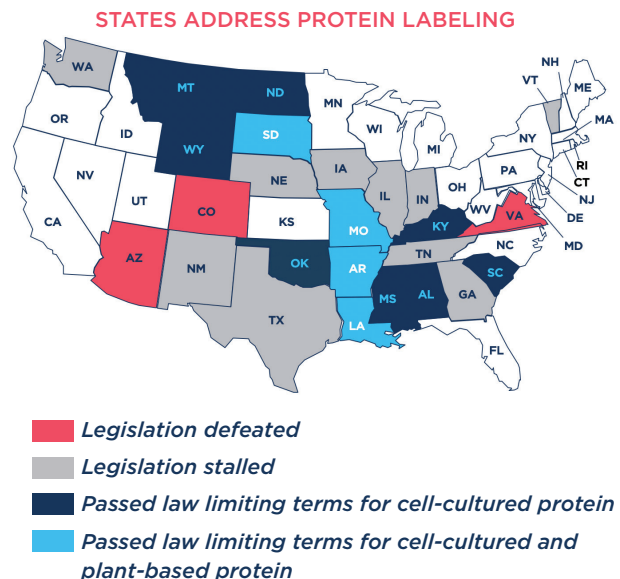 STATES ADDRESS PROTEIN LABELING
WA
MT
ND
MN
VT
NH
ME
OR
ID
WY
SD
WI
MI
NY
MA
RI
CT
NV
UT
CO
NE
IA
IL
IN
OH
PA
NJ
CA
KS
MO
KY
WV
VA
DE
MD
AZ
NM
OK
AR
TN
NC
TX
LA
MS
AL
GA
SC
FL
Legislation defeated
Legislation stalled
Passed law limiting terms for cell-cultured protein
Passed law limiting terms for cell-cultured and
plant-based protein